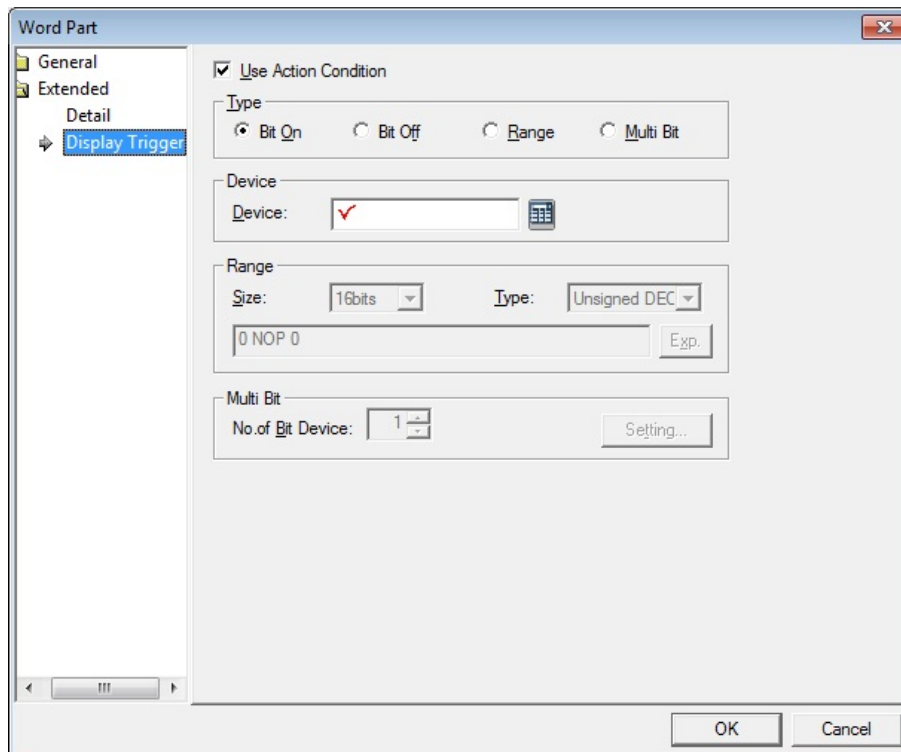 Word Part
General
Extended
Detail
Display Trigger
Use Action Condition
Type
Bit On
Bit Off
Range
Multi Bit
Device
Device:
Range
Size:
16bits
Type:
Unsigned DEC
0 NOP 0
Exp.
Multi Bit
No.of Bit Device:
1
Setting...
OK
Cancel